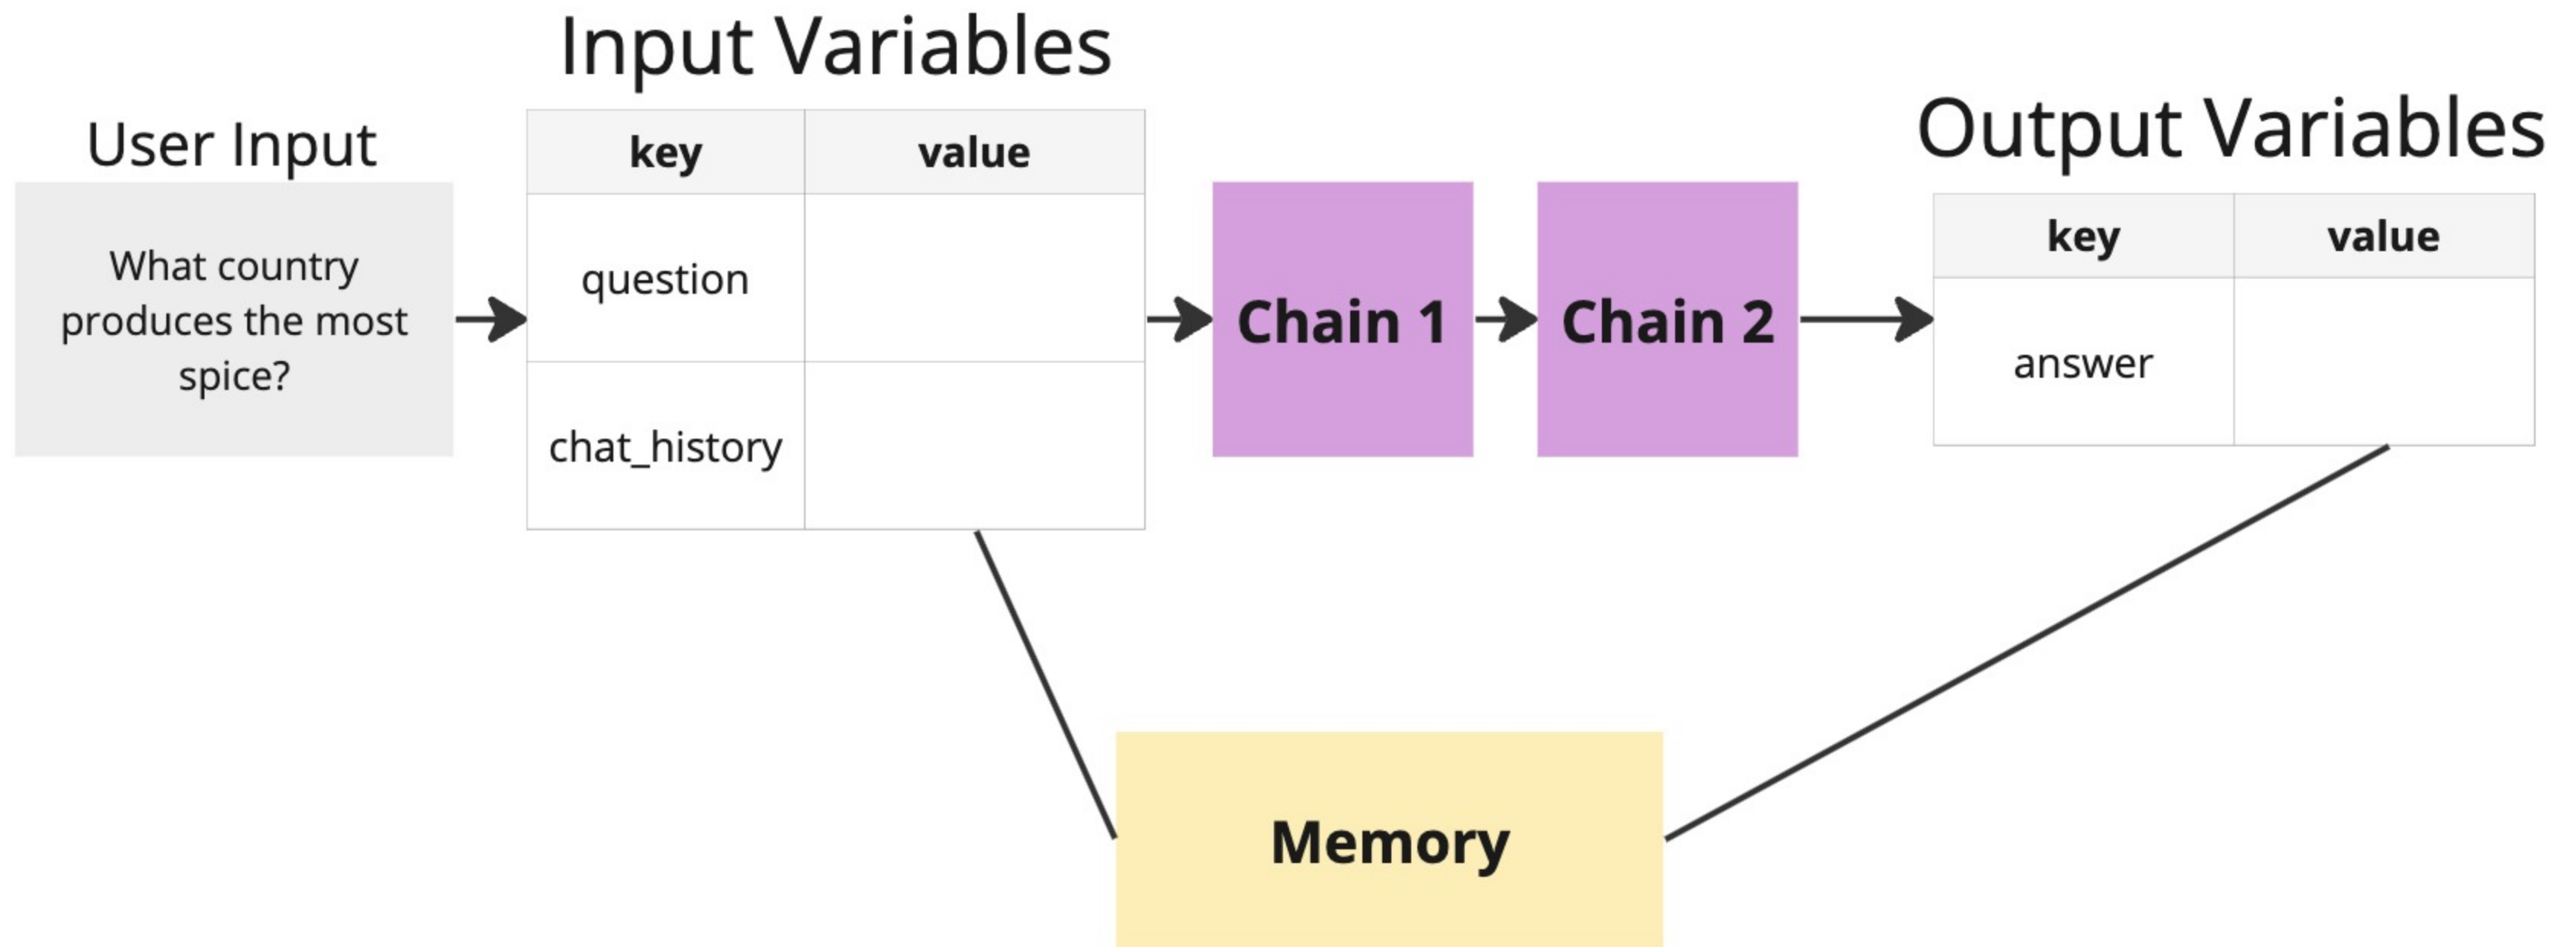 Input Variables
User Input
Output Variables
key value
What country
produces the most
spice?
question
chat_history
Chain 1
Chain 2
key value
answer
Memory